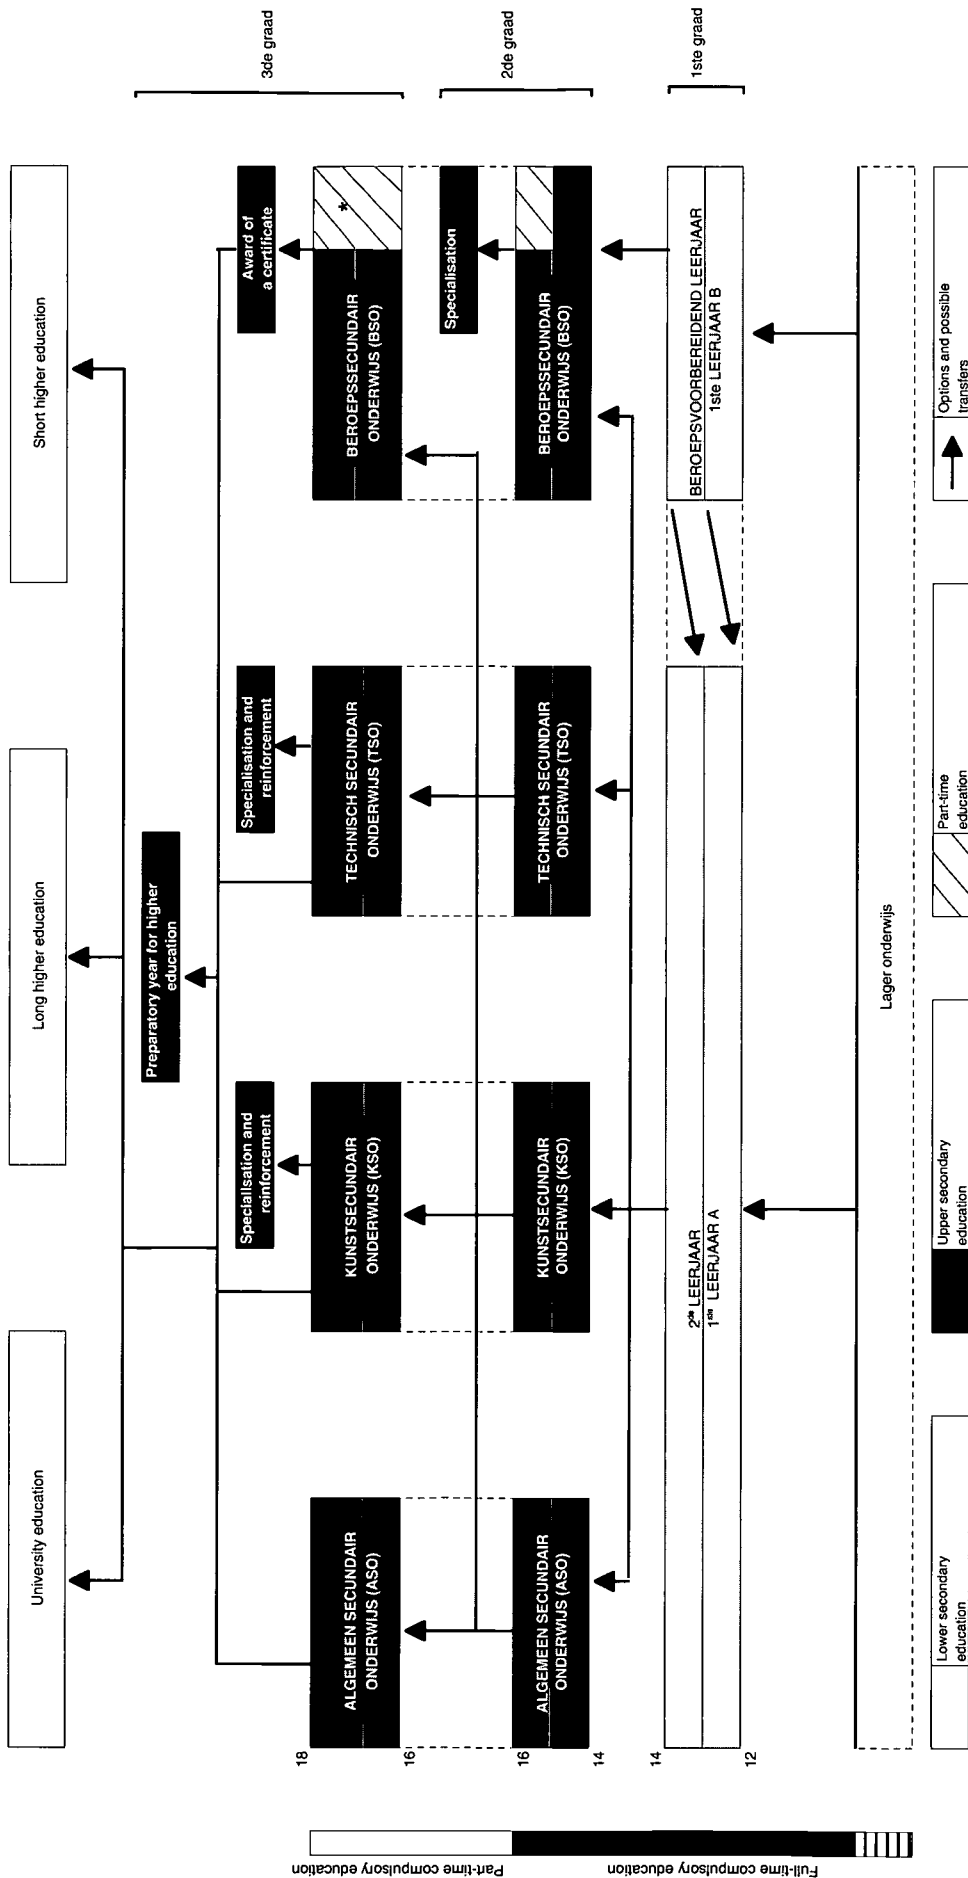 University education
Long higher education
Short higher education
Preparatory year for higher
education
Specialisation and
reinforcement
Specialisation and
reinforcement
Award of
a certificate
3de graad
18
ALGEMEEN SECUNDAIR
ONDERWIJS (ASO)
KUNSTSECUNDAIR
ONDERWIJS (KSO)
TECHNISCH SECUNDAIR
ONDERWIJS (TSO)
BEROEPSSECUNDAIR
ONDERWIJS (BSO)
*
16
Specialisation
2de graad
16
ALGEMEEN SECUNDAIR
ONDERWIJS (ASO)
KUNSTSECUNDAIR
ONDERWIJS (KSO)
TECHNISCH SECUNDAIR
ONDERWIJS (TSO)
BEROEPSSECUNDAIR
ONDERWIJS (BSO)
14
14
2de LEERJAAR
1ste LEERJAAR A
BEROEPSVOORBEREIDEND LEERJAAR
1ste LEERJAAR B
1ste graad
12
Lager onderwijs
Part-time compulsory education
Full-time compulsory education
Lower secondary
education
Upper secondary
education
Part-time
education
Options and possible
transfers